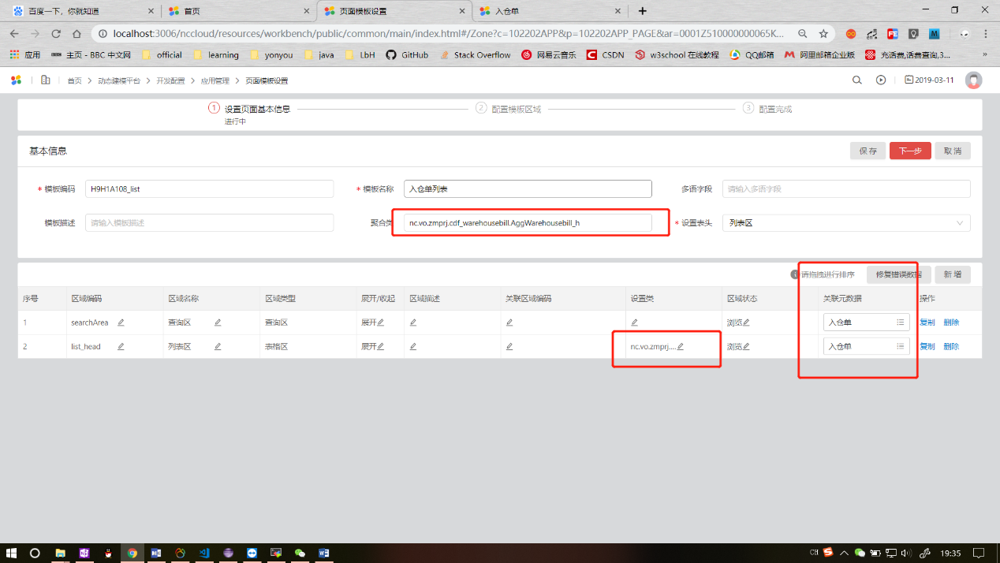 百度一下，你就知道
首页
页面模板设置
入仓单
localhost:3006/nccloud/resources/workbench/public/common/main/index.html#/Zone?c=102202APP&p=102202APP_PAGE&ar=0001Z510000000065K...
应用
主页 - BBC 中文网
official
learning
yonyou
java
LbH
GitHub
Stack Overflow
网易云音乐
CSDN
w3school 在线教程
QQ邮箱
阿里邮箱企业版
充话费,话费查询,3...
»
首页 > 动态建模平台 > 开发配置 > 应用管理 > 页面模板设置
2019-03-11
1 设置页面基本信息
进行中
2 配置模板区域
3 配置完成
基本信息
保存 下一步 取消
* 模板编码 H9H1A108_list
* 模板名称 入仓单列表
多语字段 请输入多语字段
模板描述 请输入模板描述
聚合类 nc.vo.zmprj.cdf_warehousebill.AggWarehousebill_h
* 设置表头 列表区
请拖拽进行排序 修复错误数据 新增
序号 区域编码 区域名称 区域类型 展开/收起 区域描述 关联区域编码 设置类 区域状态 关联元数据 操作
1 searchArea 查询区 查询区 展开 浏览 入仓单 复制 删除
2 list_head 列表区 表格区 展开 nc.vo.zmprj.... 浏览 入仓单 复制 删除
CH
19:35